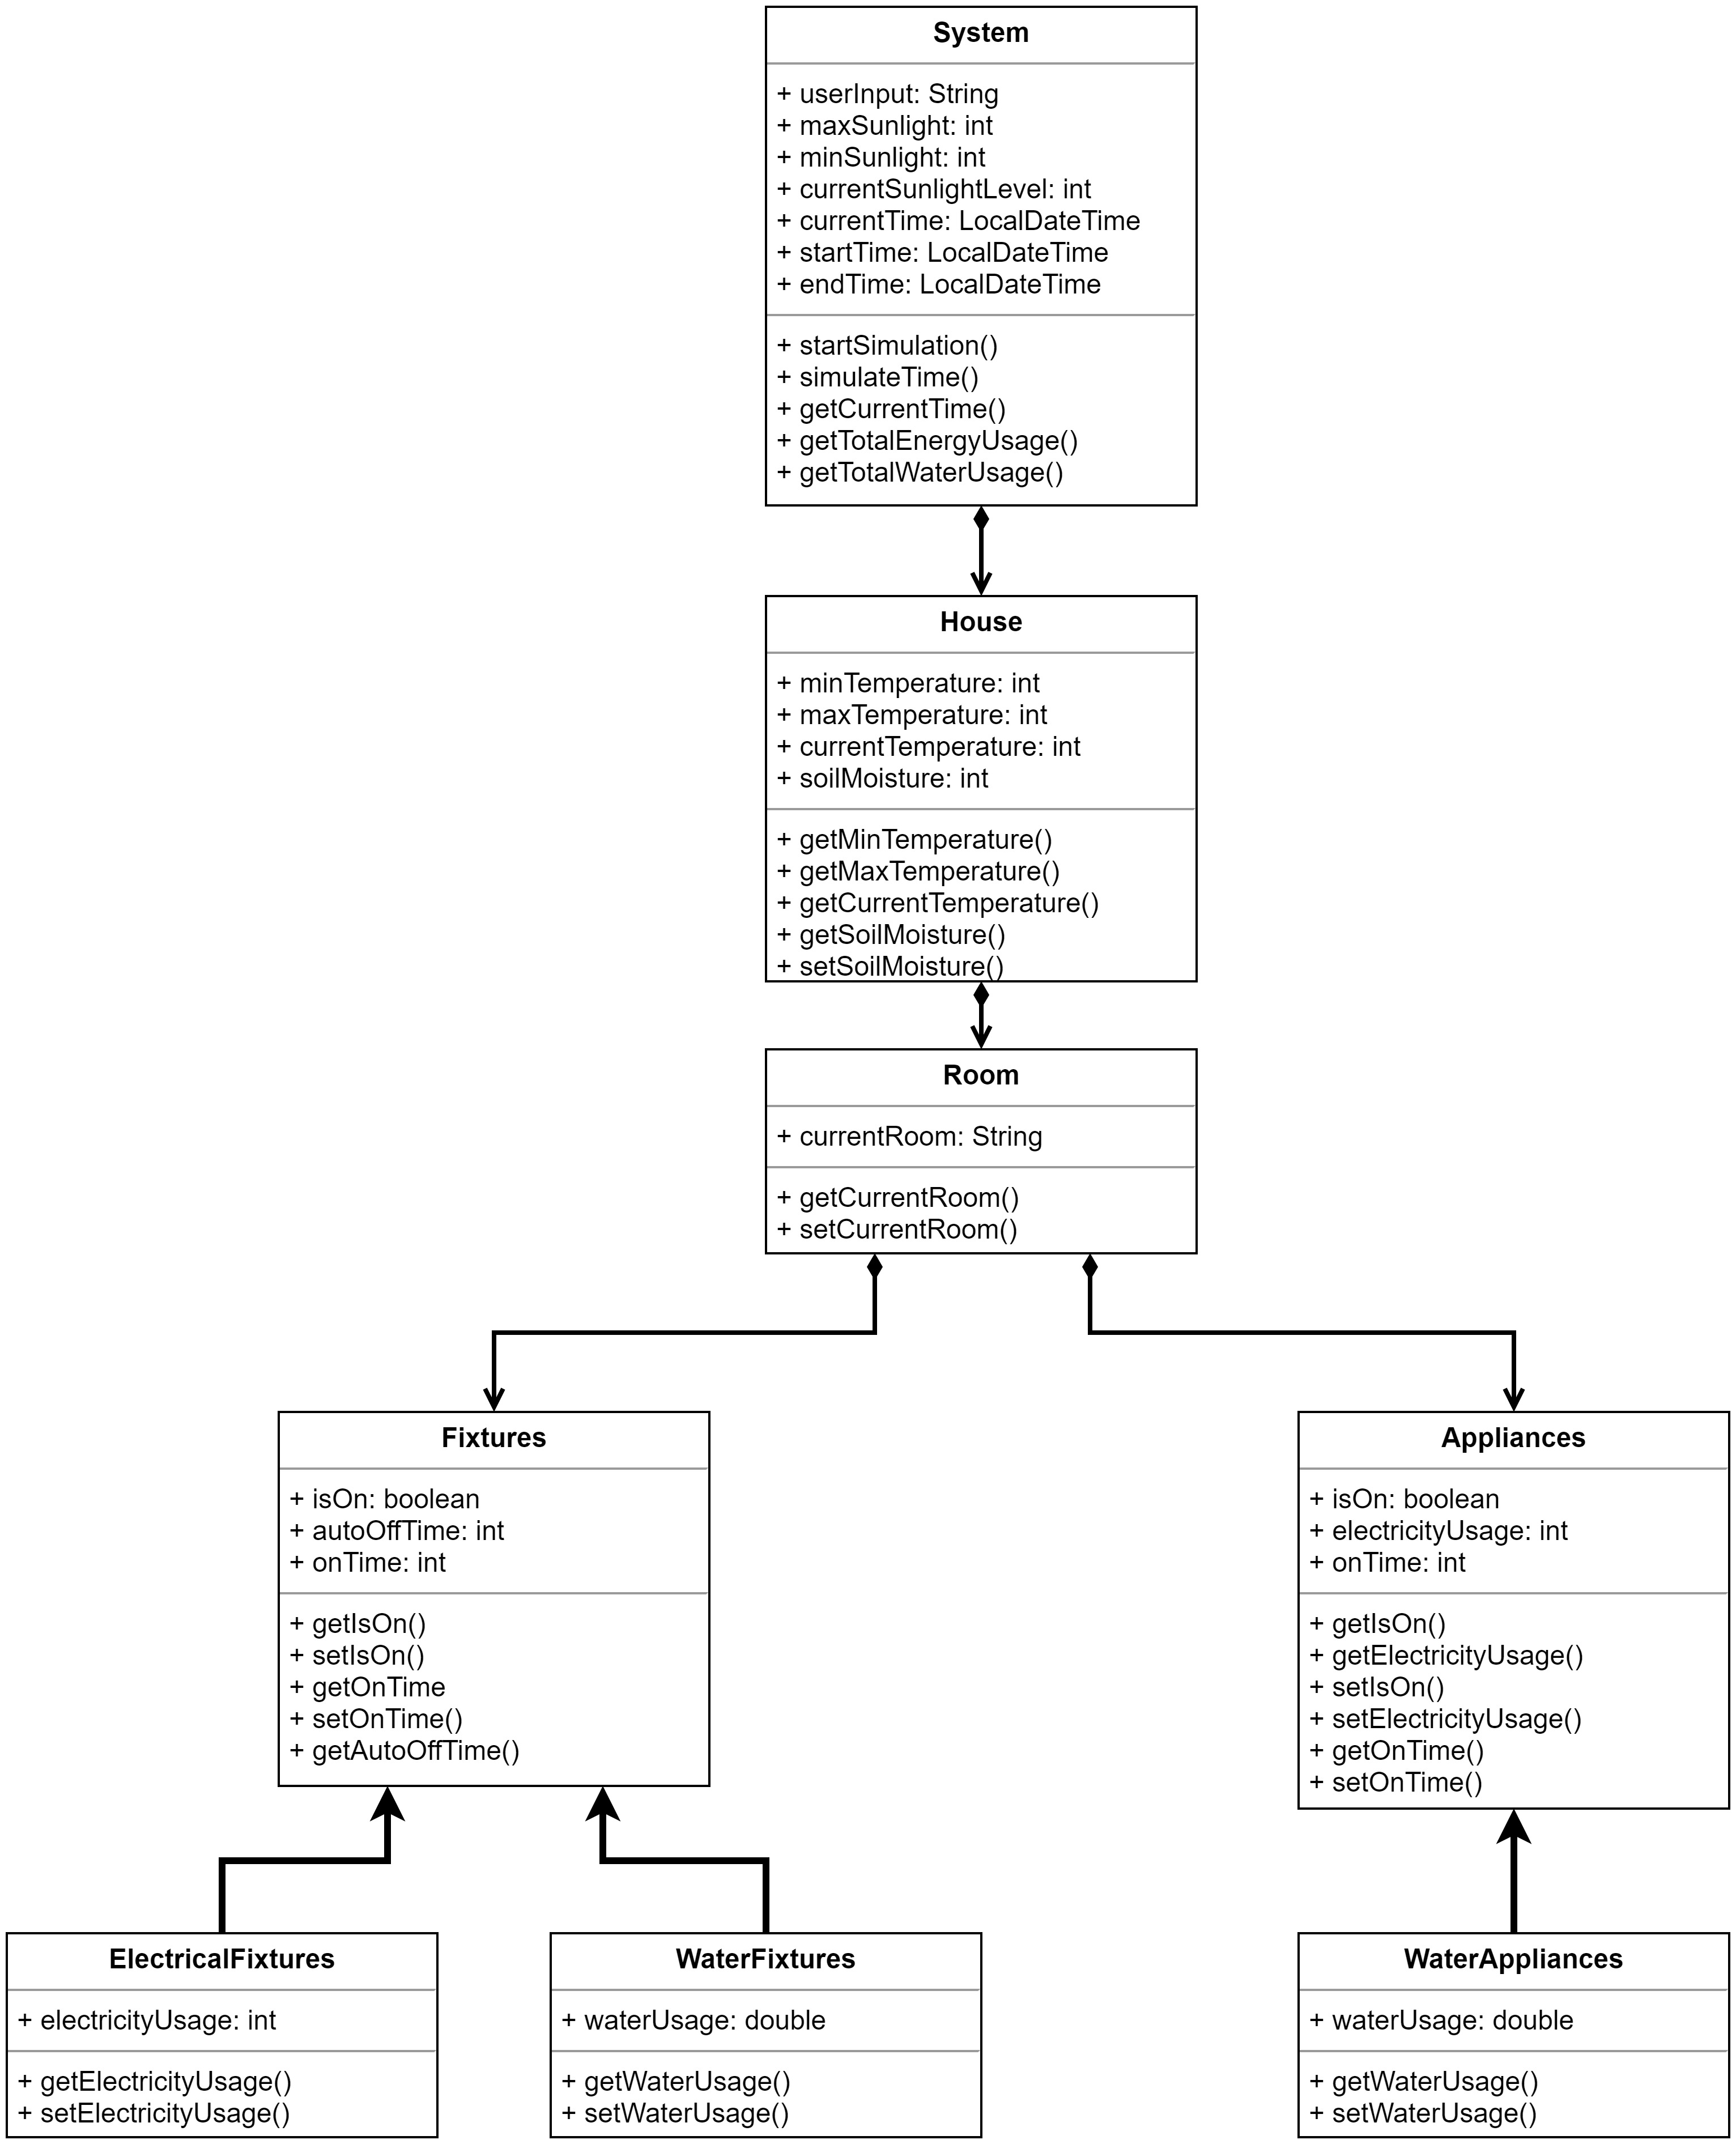 System
+ userInput: String
+ maxSunlight: int
+ minSunlight: int
+ currentSunlightLevel: int
+ currentTime: LocalDateTime
+ startTime: LocalDateTime
+ endTime: LocalDateTime
+ startSimulation()
+ simulateTime()
+ getCurrentTime()
+ getTotalEnergyUsage()
+ getTotalWaterUsage()
House
+ minTemperature: int
+ maxTemperature: int
+ currentTemperature: int
+ soilMoisture: int
+ getMinTemperature()
+ getMaxTemperature()
+ getCurrentTemperature()
+ getSoilMoisture()
+ setSoilMoisture()
Room
+ currentRoom: String
+ getCurrentRoom()
+ setCurrentRoom()
Fixtures
+ isOn: boolean
+ autoOffTime: int
+ onTime: int
+ getIsOn()
+ setIsOn()
+ getOnTime
+ setOnTime()
+ getAutoOffTime()
Appliances
+ isOn: boolean
+ electricityUsage: int
+ onTime: int
+ getIsOn()
+ getElectricityUsage()
+ setIsOn()
+ setElectricityUsage()
+ getOnTime()
+ setOnTime()
ElectricalFixtures
+ electricityUsage: int
+ getElectricityUsage()
+ setElectricityUsage()
WaterFixtures
+ waterUsage: double
+ getWaterUsage()
+ setWaterUsage()
WaterAppliances
+ waterUsage: double
+ getWaterUsage()
+ setWaterUsage()